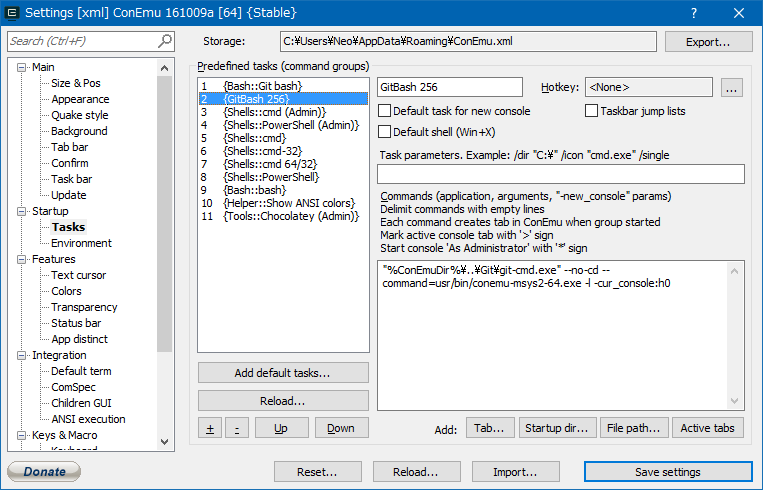 Settings [xml] ConEmu 161009a [64] {Stable}
? ×
Search (Ctrl+F)
Storage:
C:¥Users¥Neo¥AppData¥Roaming¥ConEmu.xml
Export...
Main
Size & Pos
Appearance
Quake style
Background
Tab bar
Confirm
Task bar
Update
Startup
Tasks
Environment
Features
Text cursor
Colors
Transparency
Status bar
App distinct
Integration
Default term
ComSpec
Children GUI
ANSI execution
Keys & Macro
Keyboard
Predefined tasks (command groups)
1 {Bash::Git bash}
2 {GitBash 256}
3 {Shells::cmd (Admin)}
4 {Shells::PowerShell (Admin)}
5 {Shells::cmd}
6 {Shells::cmd-32}
7 {Shells::cmd 64/32}
8 {Shells::PowerShell}
9 {Bash::bash}
10 {Helper::Show ANSI colors}
11 {Tools::Chocolatey (Admin)}
Add default tasks...
Reload...
+ - Up Down
GitBash 256
Hotkey:
<None>
...
Default task for new console
Taskbar jump lists
Default shell (Win+X)
Task parameters. Example: /dir "C:¥" /icon "cmd.exe" /single
Commands (application, arguments, "-new_console" params)
Delimit commands with empty lines
Each command creates tab in ConEmu when group started
Mark active console tab with '>' sign
Start console 'As Administrator' with '*' sign
"%ConEmuDir%¥..¥Git¥git-cmd.exe" --no-cd --
command=usr/bin/conemu-msys2-64.exe -l -cur_console:h0
Add:
Tab...
Startup dir...
File path...
Active tabs
Donate
Reset...
Reload...
Import...
Save settings